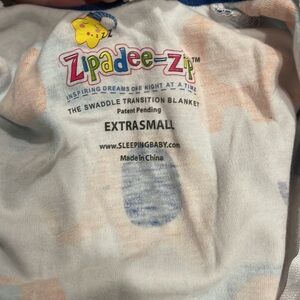 Zipadee-Zip™
INSPIRING DREAMS ONE NIGHT AT A TIME
THE SWADDLE TRANSITION BLANKET
Patent Pending
EXTRASMALL
www.SLEEPINGBABY.com
Made in China